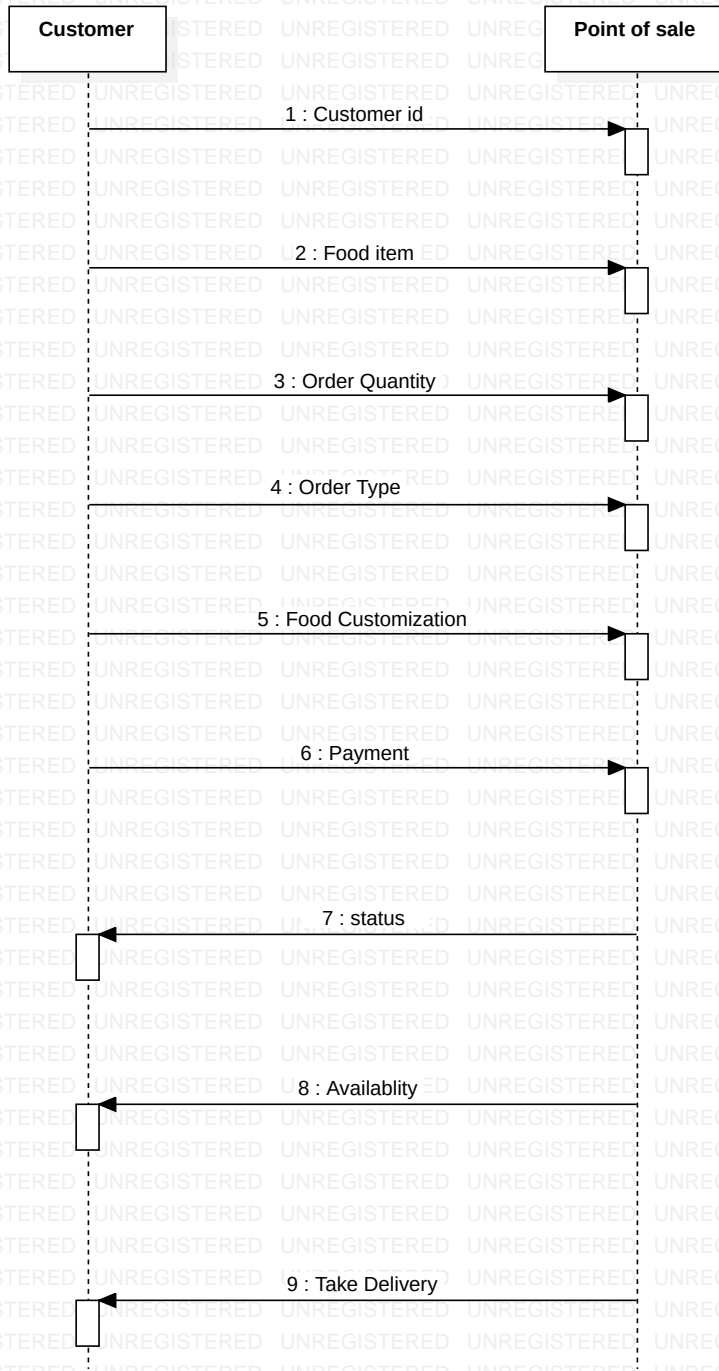 Customer
Point of sale
1 : Customer id
2 : Food item
3 : Order Quantity
4 : Order Type
5 : Food Customization
6 : Payment
7 : status
8 : Availablity
9 : Take Delivery
UNREGISTERED